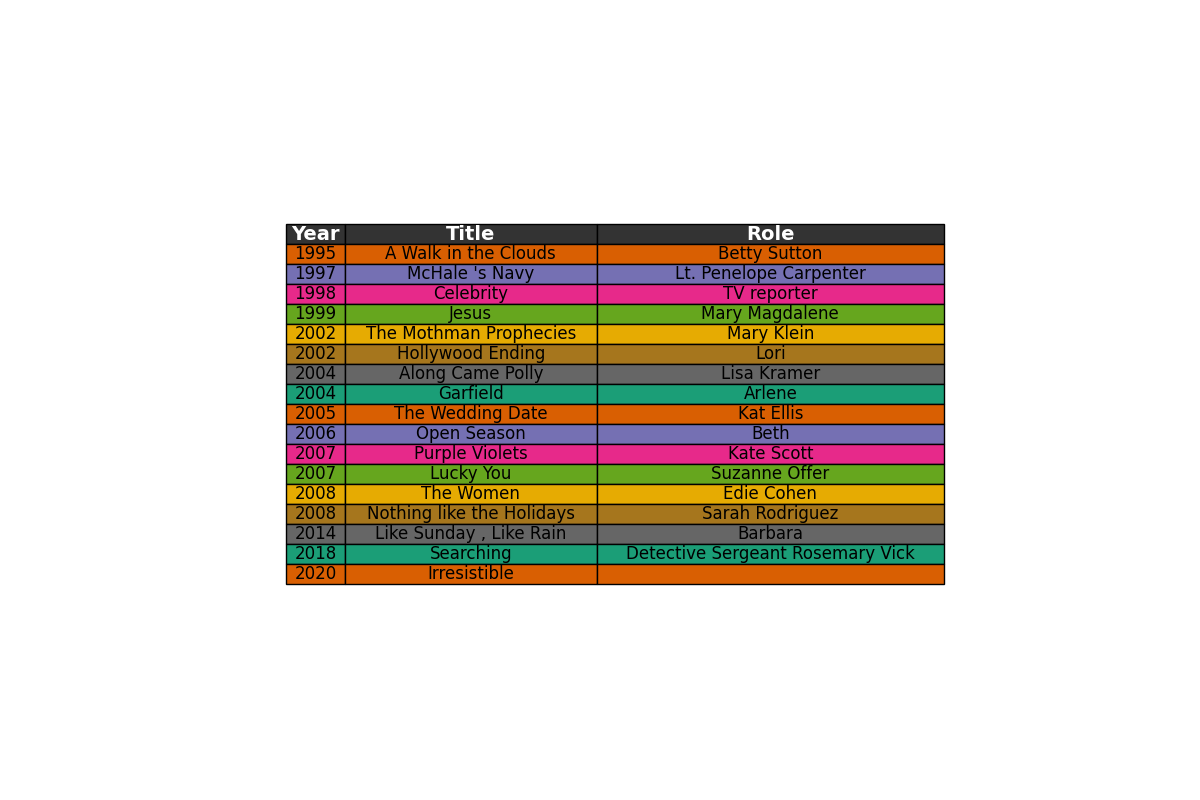 Year Title Role
1995 A Walk in the Clouds Betty Sutton
1997 McHale 's Navy Lt. Penelope Carpenter
1998 Celebrity TV reporter
1999 Jesus Mary Magdalene
2002 The Mothman Prophecies Mary Klein
2002 Hollywood Ending Lori
2004 Along Came Polly Lisa Kramer
2004 Garfield Arlene
2005 The Wedding Date Kat Ellis
2006 Open Season Beth
2007 Purple Violets Kate Scott
2007 Lucky You Suzanne Offer
2008 The Women Edie Cohen
2008 Nothing like the Holidays Sarah Rodriguez
2014 Like Sunday , Like Rain Barbara
2018 Searching Detective Sergeant Rosemary Vick
2020 Irresistible